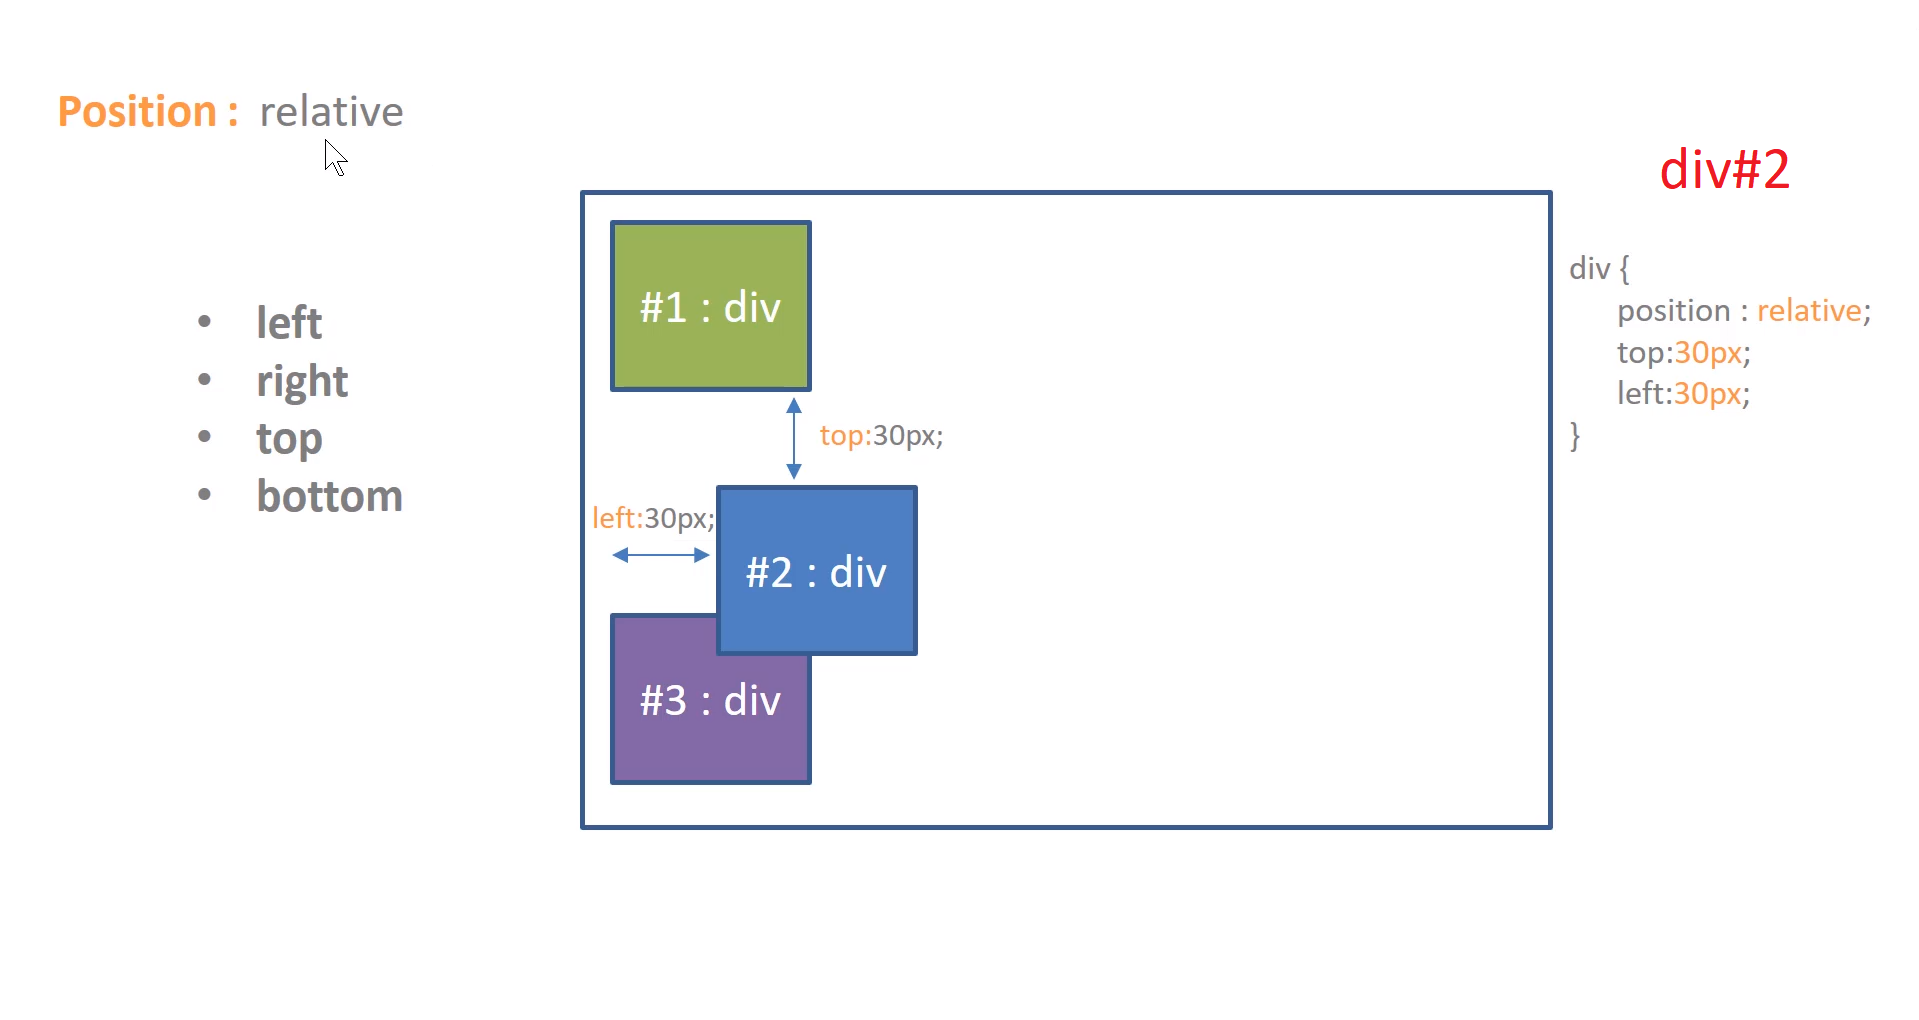 Position : relative
• left
• right
• top
• bottom
#1 : div
top:30px;
left:30px;
#2 : div
#3 : div
div#2
div {
position : relative;
top:30px;
left:30px;
}